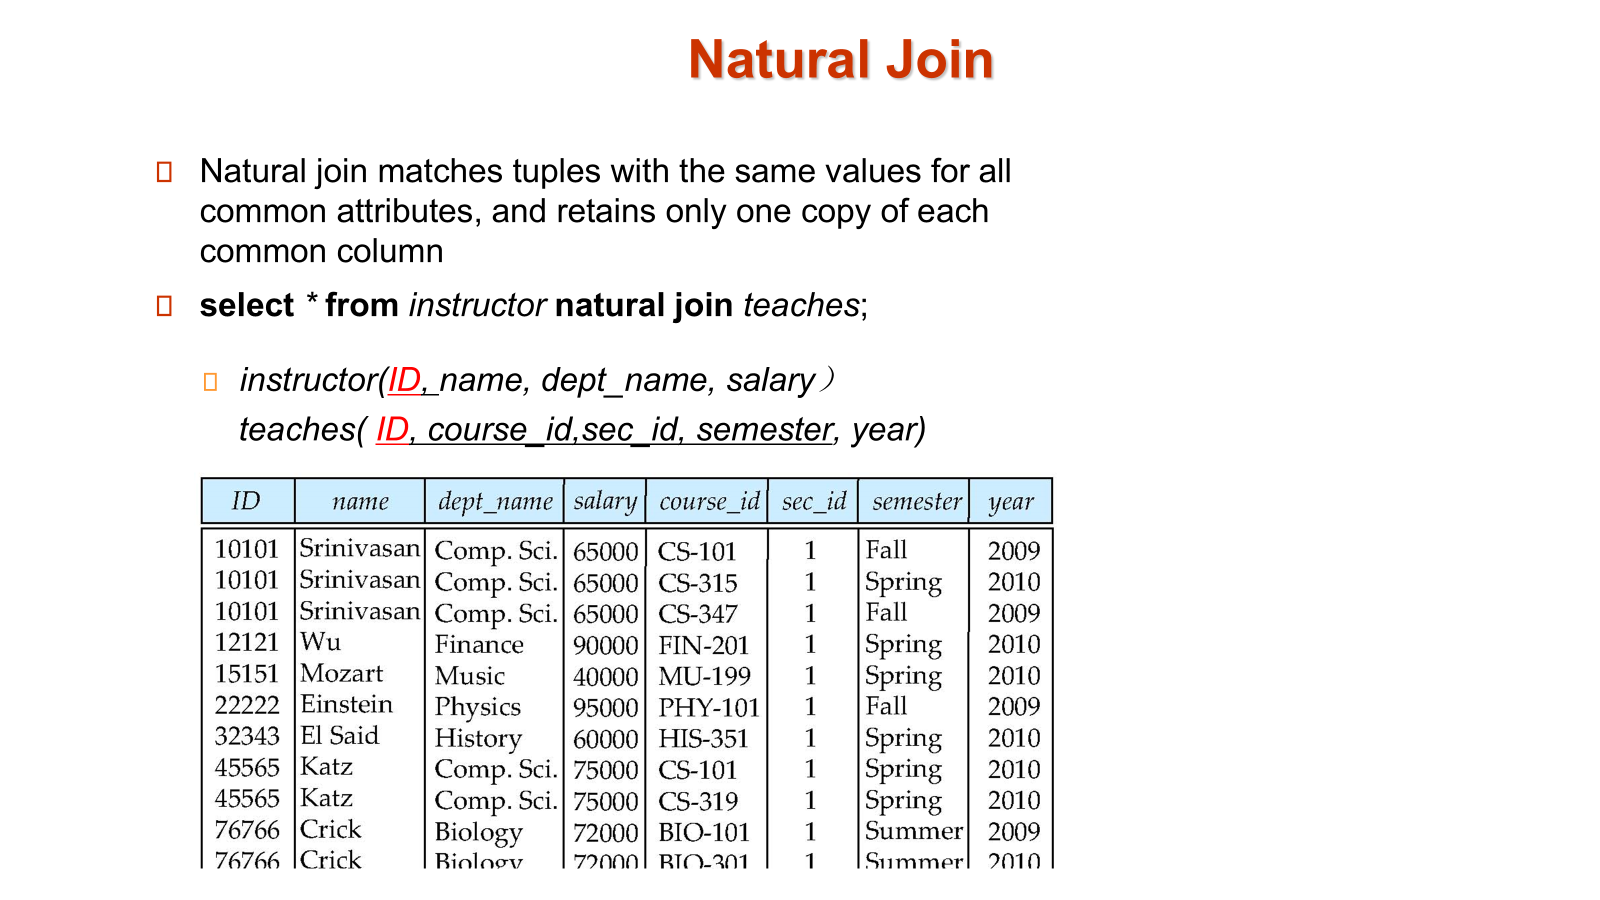 Natural Join
Natural join matches tuples with the same values for all
common attributes, and retains only one copy of each
common column
select * from instructor natural join teaches;
instructor(ID, name, dept_name, salary）
teaches( ID, course_id,sec_id, semester, year)
ID name dept_name salary course_id sec_id semester year
10101 Srinivasan Comp. Sci. 65000 CS-101 1 Fall 2009
10101 Srinivasan Comp. Sci. 65000 CS-315 1 Spring 2010
10101 Srinivasan Comp. Sci. 65000 CS-347 1 Fall 2009
12121 Wu Finance 90000 FIN-201 1 Spring 2010
15151 Mozart Music 40000 MU-199 1 Spring 2010
22222 Einstein Physics 95000 PHY-101 1 Fall 2009
32343 El Said History 60000 HIS-351 1 Spring 2010
45565 Katz Comp. Sci. 75000 CS-101 1 Spring 2010
45565 Katz Comp. Sci. 75000 CS-319 1 Spring 2010
76766 Crick Biology 72000 BIO-101 1 Summer 2009
76766 Crick Biology 72000 BIO-301 1 Summer 2010